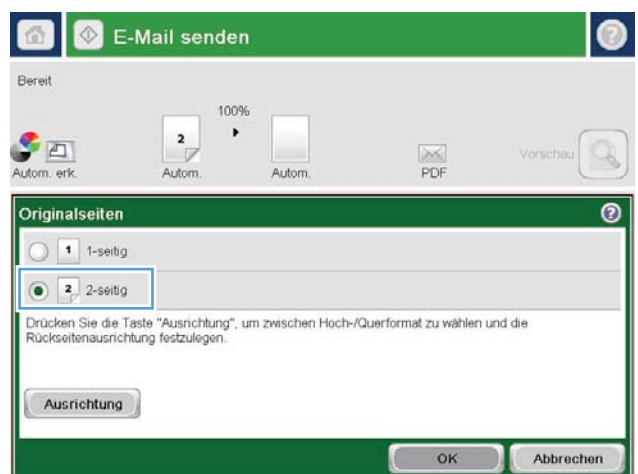 E-Mail senden
Bereit
100%
2
Autom. erk.
Autom.
Autom.
PDF
Vorschau
Originalseiten
1 1-seitig
2 2-seitig
Drücken Sie die Taste "Ausrichtung", um zwischen Hoch-/Querformat zu wählen und die
Rückseitenausrichtung festzulegen.
Ausrichtung
OK Abbrechen